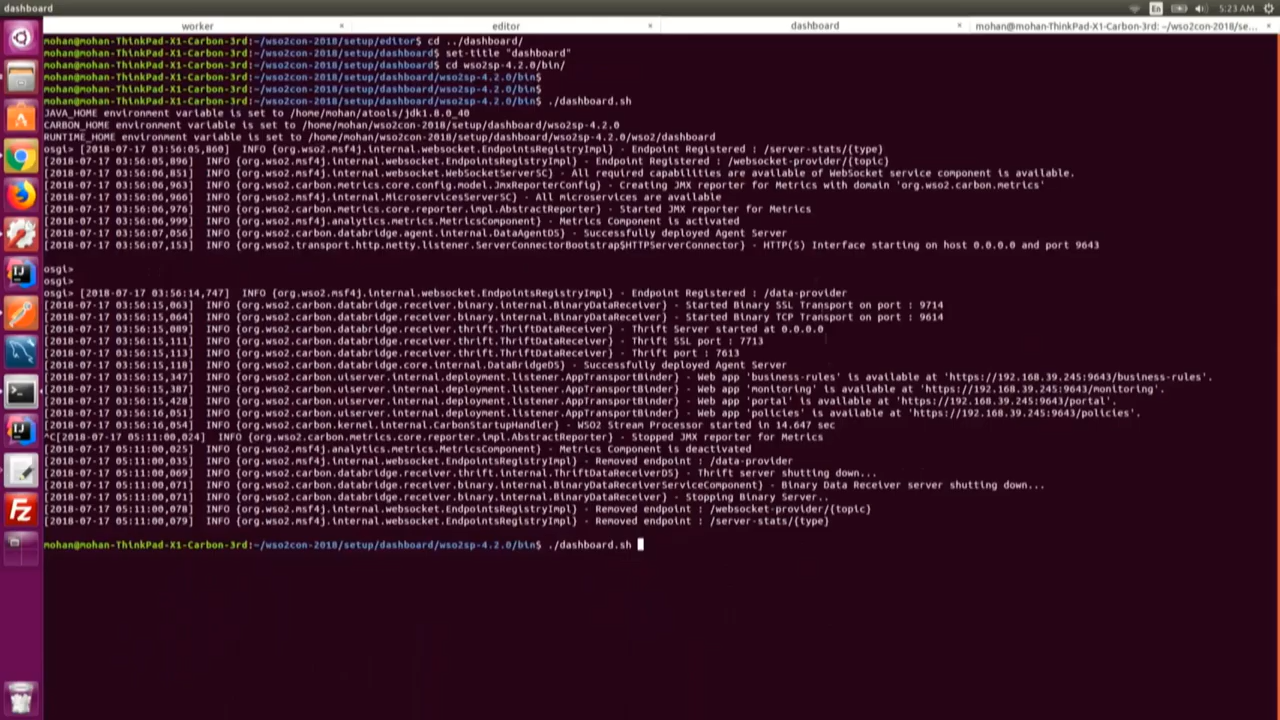 dashboard
En
5:23 AM
worker
×
editor
×
dashboard
×
mohan@mohan-ThinkPad-X1-Carbon-3rd: ~/wso2con-2018/se...
×
mohan@mohan-ThinkPad-X1-Carbon-3rd:~/wso2con-2018/setup/editor$ cd ../dashboard/
mohan@mohan-ThinkPad-X1-Carbon-3rd:~/wso2con-2018/setup/dashboard$ set-title "dashboard"
mohan@mohan-ThinkPad-X1-Carbon-3rd:~/wso2con-2018/setup/dashboard$ cd wso2sp-4.2.0/bin/
mohan@mohan-ThinkPad-X1-Carbon-3rd:~/wso2con-2018/setup/dashboard/wso2sp-4.2.0/bin$
mohan@mohan-ThinkPad-X1-Carbon-3rd:~/wso2con-2018/setup/dashboard/wso2sp-4.2.0/bin$
mohan@mohan-ThinkPad-X1-Carbon-3rd:~/wso2con-2018/setup/dashboard/wso2sp-4.2.0/bin$ ./dashboard.sh
JAVA_HOME environment variable is set to /home/mohan/atools/jdk1.8.0_40
CARBON_HOME environment variable is set to /home/mohan/wso2con-2018/setup/dashboard/wso2sp-4.2.0
RUNTIME_HOME environment variable is set to /home/mohan/wso2con-2018/setup/dashboard/wso2sp-4.2.0/wso2/dashboard
osgi> [2018-07-17 03:56:05,860]  INFO {org.wso2.msf4j.internal.websocket.EndpointsRegistryImpl} - Endpoint Registered : /server-stats/{type}
[2018-07-17 03:56:05,896]  INFO {org.wso2.msf4j.internal.websocket.EndpointsRegistryImpl} - Endpoint Registered : /websocket-provider/{topic}
[2018-07-17 03:56:06,851]  INFO {org.wso2.msf4j.internal.websocket.WebSocketServerSC} - All required capabilities are available of WebSocket service component is available.
[2018-07-17 03:56:06,963]  INFO {org.wso2.carbon.metrics.core.config.model.JmxReporterConfig} - Creating JMX reporter for Metrics with domain 'org.wso2.carbon.metrics'
[2018-07-17 03:56:06,966]  INFO {org.wso2.msf4j.internal.MicroservicesServerSC} - All microservices are available
[2018-07-17 03:56:06,976]  INFO {org.wso2.carbon.metrics.core.reporter.impl.AbstractReporter} - Started JMX reporter for Metrics
[2018-07-17 03:56:06,999]  INFO {org.wso2.msf4j.analytics.metrics.MetricsComponent} - Metrics Component is activated
[2018-07-17 03:56:07,056]  INFO {org.wso2.carbon.databridge.agent.internal.DataAgentDS} - Successfully deployed Agent Server
[2018-07-17 03:56:07,153]  INFO {org.wso2.transport.http.netty.listener.ServerConnectorBootstrap$HTTPServerConnector} - HTTP(S) Interface starting on host 0.0.0.0 and port 9643
osgi>
osgi>
osgi> [2018-07-17 03:56:14,747]  INFO {org.wso2.msf4j.internal.websocket.EndpointsRegistryImpl} - Endpoint Registered : /data-provider
[2018-07-17 03:56:15,063]  INFO {org.wso2.carbon.databridge.receiver.binary.internal.BinaryDataReceiver} - Started Binary SSL Transport on port : 9714
[2018-07-17 03:56:15,064]  INFO {org.wso2.carbon.databridge.receiver.binary.internal.BinaryDataReceiver} - Started Binary TCP Transport on port : 9614
[2018-07-17 03:56:15,089]  INFO {org.wso2.carbon.databridge.receiver.thrift.ThriftDataReceiver} - Thrift Server started at 0.0.0.0
[2018-07-17 03:56:15,111]  INFO {org.wso2.carbon.databridge.receiver.thrift.ThriftDataReceiver} - Thrift SSL port : 7713
[2018-07-17 03:56:15,113]  INFO {org.wso2.carbon.databridge.receiver.thrift.ThriftDataReceiver} - Thrift port : 7613
[2018-07-17 03:56:15,118]  INFO {org.wso2.carbon.databridge.core.internal.DataBridgeDS} - Successfully deployed Agent Server
[2018-07-17 03:56:15,347]  INFO {org.wso2.carbon.uiserver.internal.deployment.listener.AppTransportBinder} - Web app 'business-rules' is available at 'https://192.168.39.245:9643/business-rules'.
[2018-07-17 03:56:15,387]  INFO {org.wso2.carbon.uiserver.internal.deployment.listener.AppTransportBinder} - Web app 'monitoring' is available at 'https://192.168.39.245:9643/monitoring'.
[2018-07-17 03:56:15,428]  INFO {org.wso2.carbon.uiserver.internal.deployment.listener.AppTransportBinder} - Web app 'portal' is available at 'https://192.168.39.245:9643/portal'.
[2018-07-17 03:56:16,051]  INFO {org.wso2.carbon.uiserver.internal.deployment.listener.AppTransportBinder} - Web app 'policies' is available at 'https://192.168.39.245:9643/policies'.
[2018-07-17 03:56:16,054]  INFO {org.wso2.carbon.kernel.internal.CarbonStartupHandler} - WSO2 Stream Processor started in 14.647 sec
^C[2018-07-17 05:11:00,024]  INFO {org.wso2.carbon.metrics.core.reporter.impl.AbstractReporter} - Stopped JMX reporter for Metrics
[2018-07-17 05:11:00,025]  INFO {org.wso2.msf4j.analytics.metrics.MetricsComponent} - Metrics Component is deactivated
[2018-07-17 05:11:00,035]  INFO {org.wso2.msf4j.internal.websocket.EndpointsRegistryImpl} - Removed endpoint : /data-provider
[2018-07-17 05:11:00,069]  INFO {org.wso2.carbon.databridge.receiver.thrift.internal.ThriftDataReceiverDS} - Thrift server shutting down...
[2018-07-17 05:11:00,071]  INFO {org.wso2.carbon.databridge.receiver.binary.internal.BinaryDataReceiverServiceComponent} - Binary Data Receiver server shutting down...
[2018-07-17 05:11:00,071]  INFO {org.wso2.carbon.databridge.receiver.binary.internal.BinaryDataReceiver} - Stopping Binary Server..
[2018-07-17 05:11:00,078]  INFO {org.wso2.msf4j.internal.websocket.EndpointsRegistryImpl} - Removed endpoint : /websocket-provider/{topic}
[2018-07-17 05:11:00,079]  INFO {org.wso2.msf4j.internal.websocket.EndpointsRegistryImpl} - Removed endpoint : /server-stats/{type}
mohan@mohan-ThinkPad-X1-Carbon-3rd:~/wso2con-2018/setup/dashboard/wso2sp-4.2.0/bin$ ./dashboard.sh